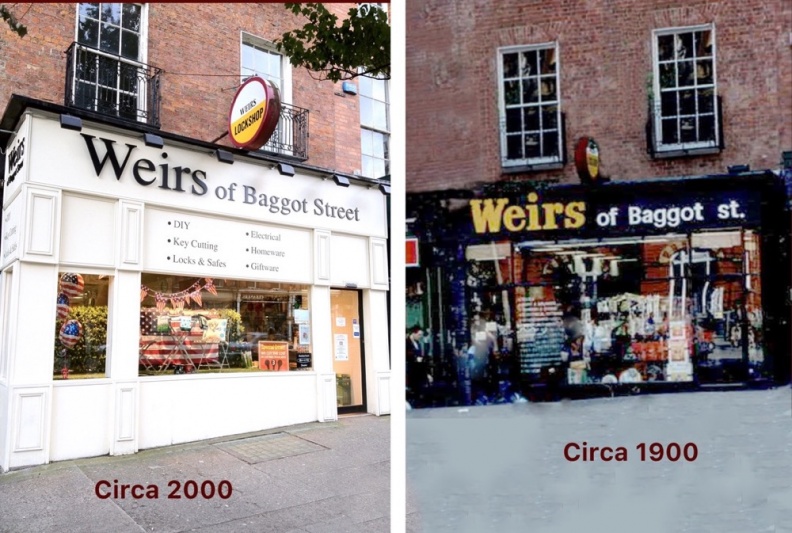 WEIRS
LOCKSHOP
Weirs of Baggot Street
• DIY
• Key Cutting
• Locks & Safes
• Electrical
• Homeware
• Giftware
Circa 2000
Weirs of Baggot st.
Circa 1900